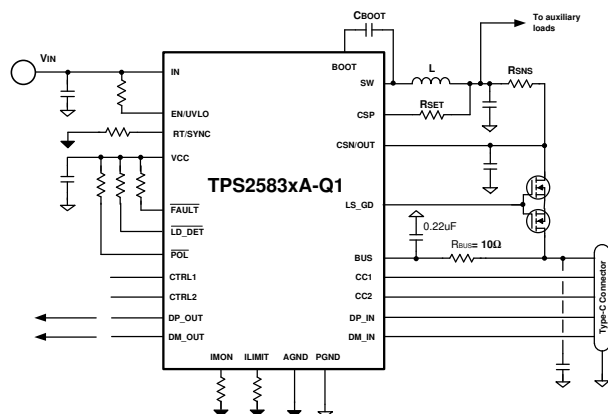 CBOOT
To auxiliary
loads
VIN
BOOT
IN
SW
L
RSNS
EN/UVLO
CSP
RSET
RT/SYNC
CSN/OUT
VCC
TPS2583xA-Q1
FAULT
LS_GD
LD_DET
0.22uF
POL
BUS
RBUS= 10Ω
CTRL1
CC1
CTRL2
CC2
DP_OUT
DP_IN
DM_OUT
DM_IN
IMON
ILIMIT
AGND
PGND
Type-C Connector